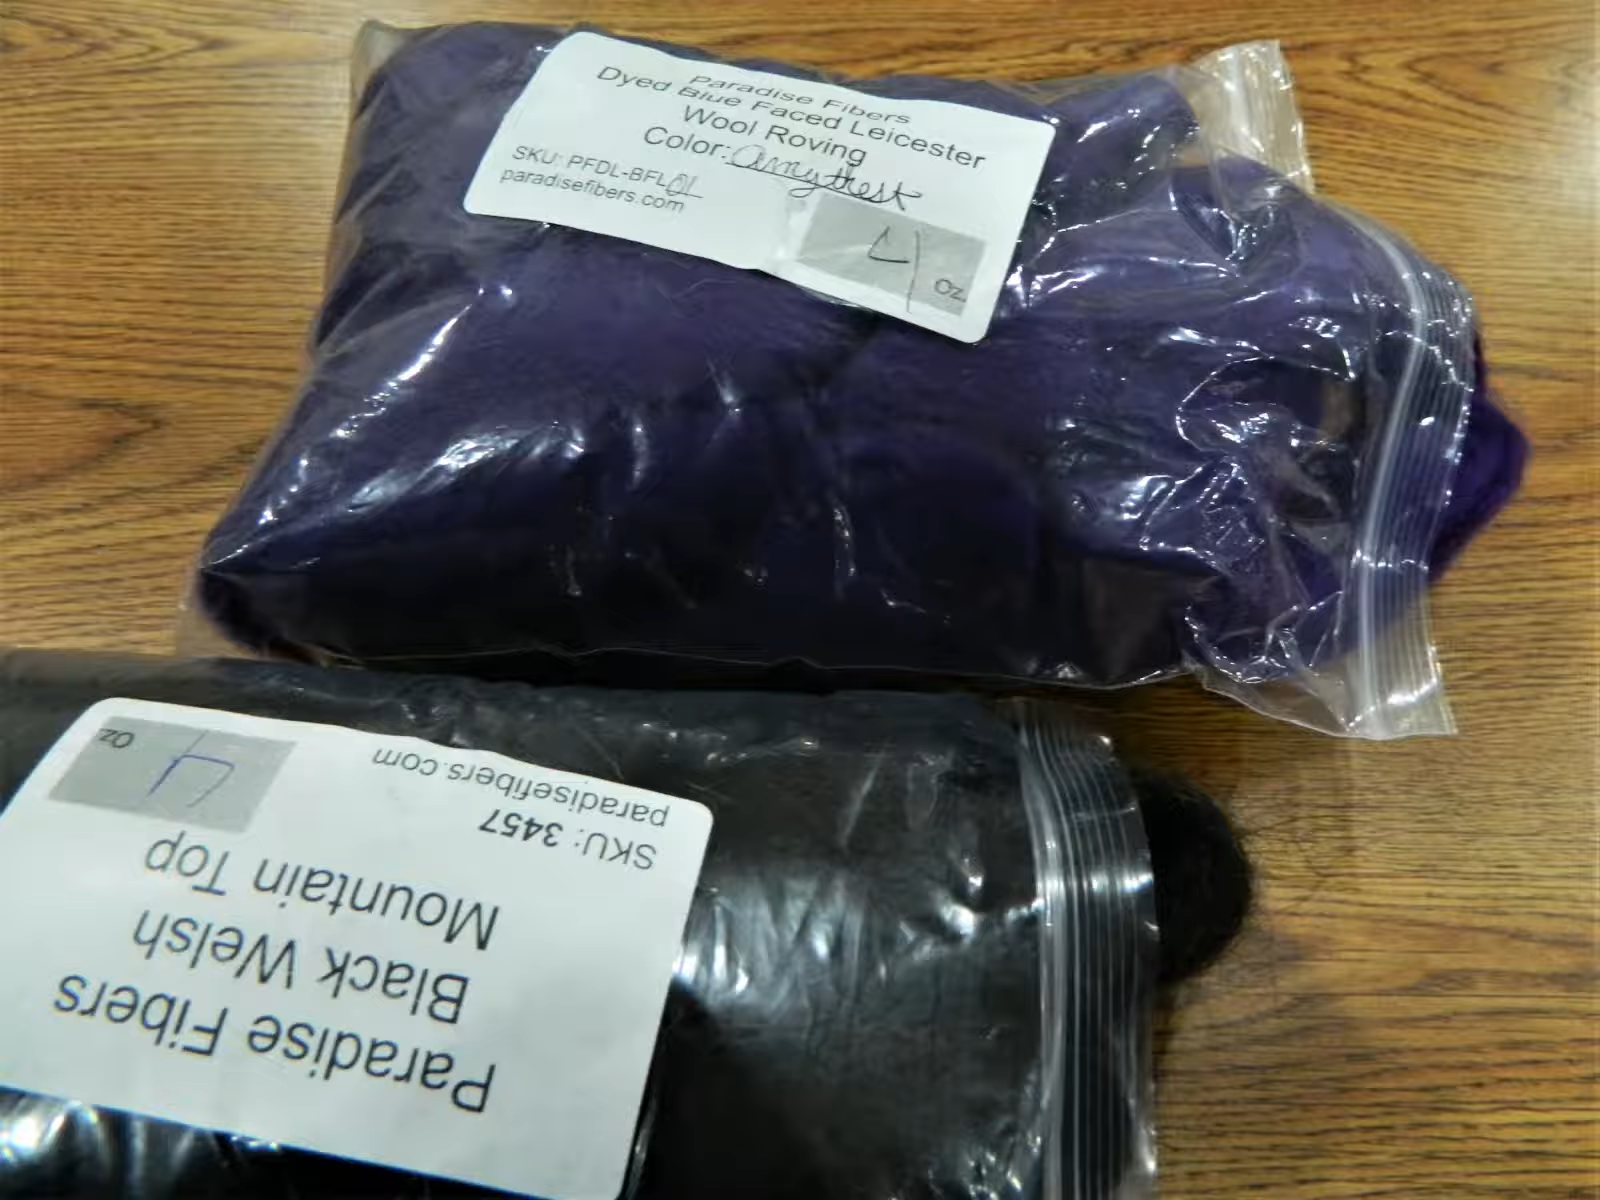 Paradise Fibers
Dyed Blue Faced Leicester
Wool Roving
Color: Amythest
SKU: PFDL-BFL01
paradisefibers.com
4 oz
Paradise Fibers
Black Welsh
Mountain Top
SKU: 3457
paradisefibers.com
4 oz